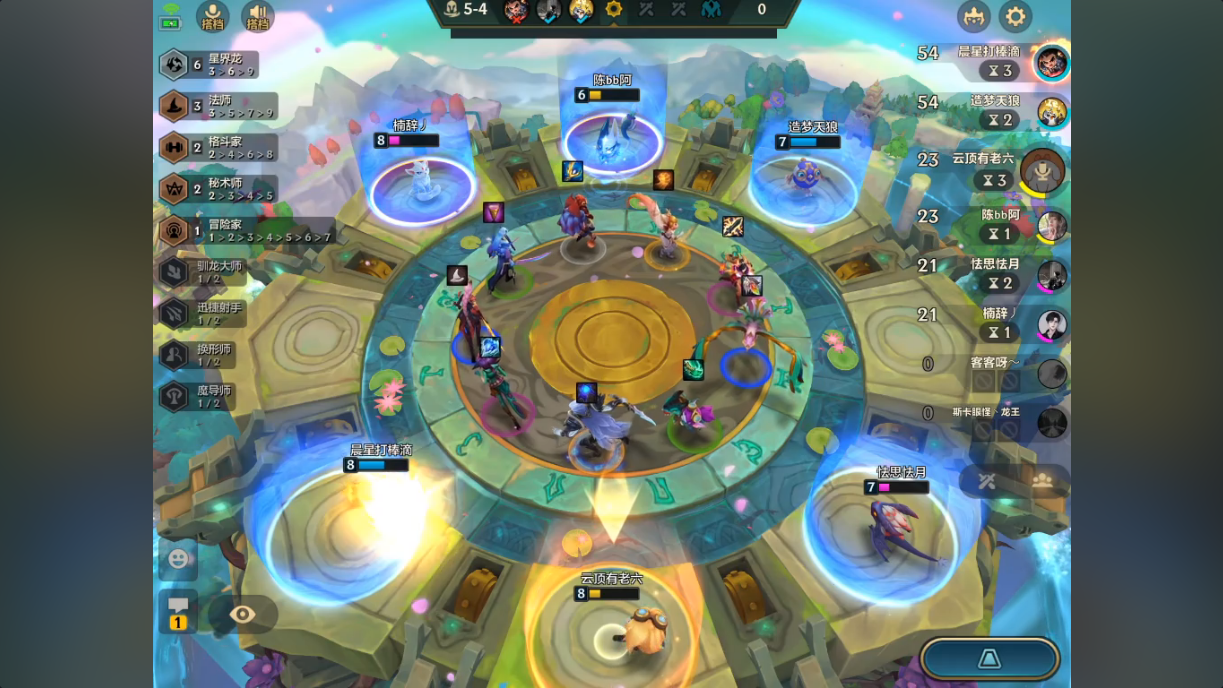 搭档
搭档
5-4
0
6 星界龙
3 > 6 > 9
3 法师
3 > 5 > 7 > 9
2 格斗家
2 > 4 > 6 > 8
2 秘术师
2 > 3 > 4 > 5
1 冒险家
1 > 2 > 3 > 4 > 5 > 6 > 7
驯龙大师
1 / 2
迅捷射手
1 / 2
换形师
1 / 2
魔导师
1 / 2
陈bb阿
6
楠辞丿
8
造梦天狼
7
54 晨星打棒滴
3
54 造梦天狼
2
23 云顶有老六
3
23 陈bb阿
1
21 怯思怯月
2
21 楠辞丿
1
0 客客呀～
0 斯卡眼怪丶龙王
晨星打棒滴
8
怯思怯月
7
云顶有老六
8
1